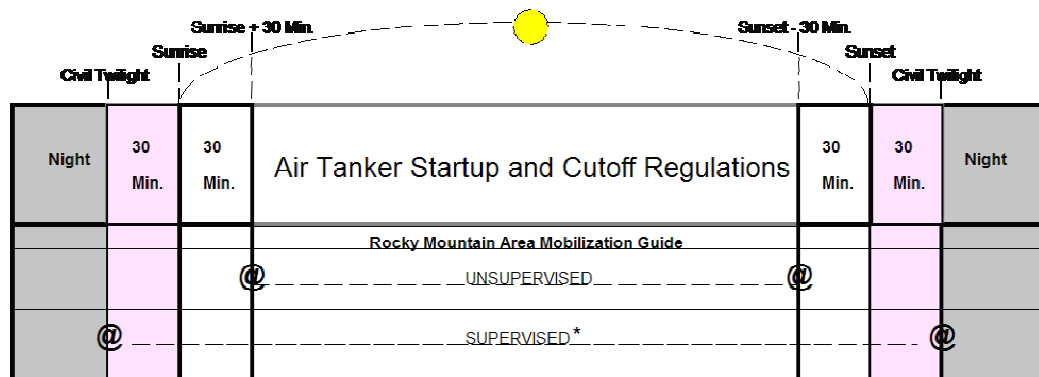 Sunrise + 30 Min.
Sunset - 30 Min.
Sunrise
Sunset
Civil Twilight
Civil Twilight
Night
30
Min.
30
Min.
Air Tanker Startup and Cutoff Regulations
30
Min.
30
Min.
Night
Rocky Mountain Area Mobilization Guide
@ UNSUPERVISED @
@ SUPERVISED* @